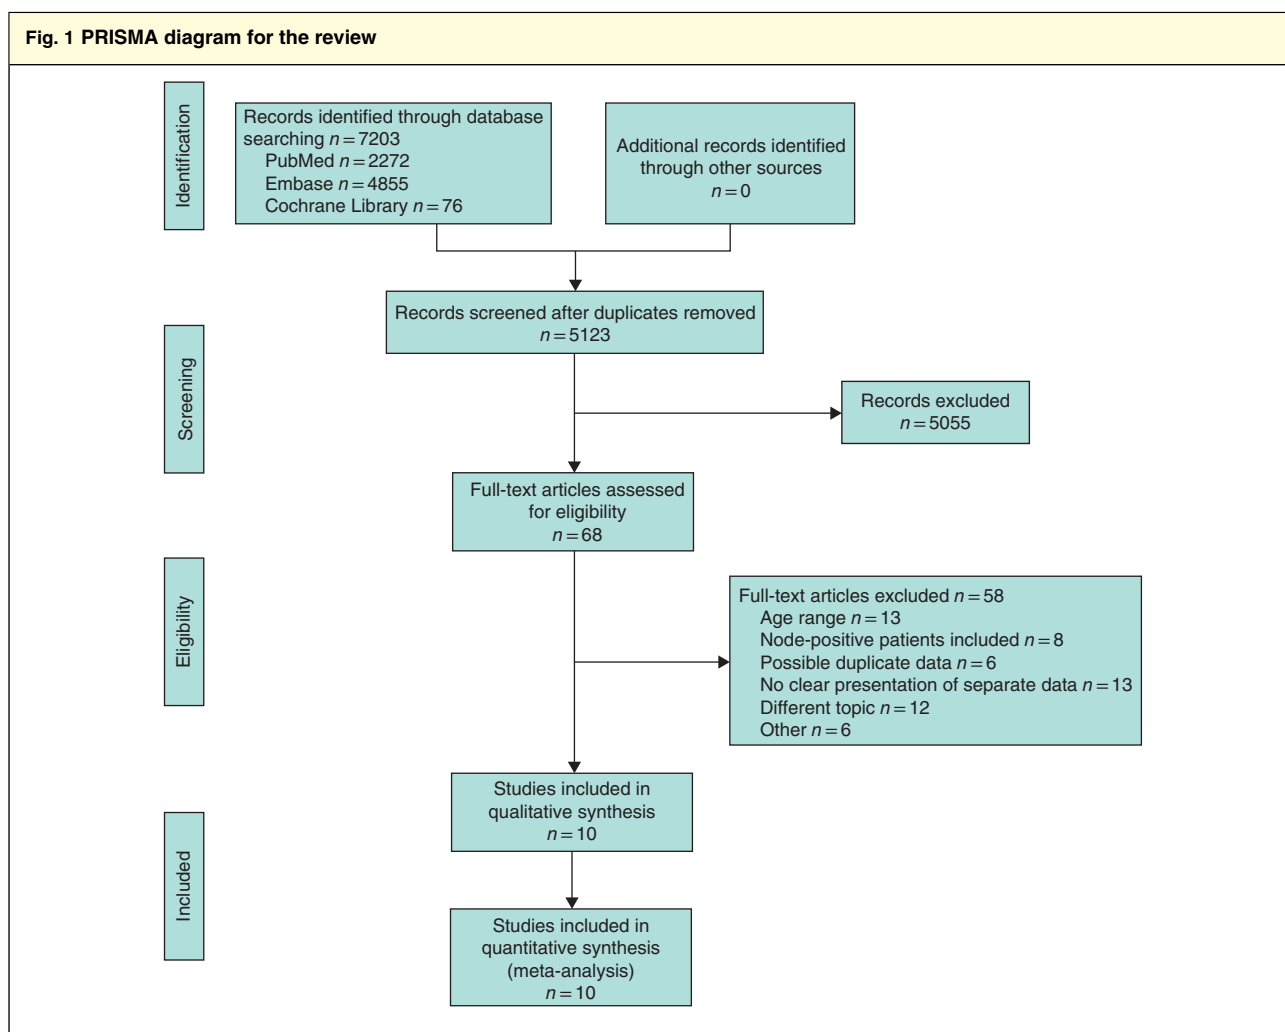 Fig. 1 PRISMA diagram for the review
Identification
Records identified through database
searching n = 7203
PubMed n = 2272
Embase n = 4855
Cochrane Library n = 76
Additional records identified
through other sources
n = 0
Records screened after duplicates removed
n = 5123
Screening
Records excluded
n = 5055
Full-text articles assessed
for eligibility
n = 68
Eligibility
Full-text articles excluded n = 58
Age range n = 13
Node-positive patients included n = 8
Possible duplicate data n = 6
No clear presentation of separate data n = 13
Different topic n = 12
Other n = 6
Studies included in
qualitative synthesis
n = 10
Included
Studies included in
quantitative synthesis
(meta-analysis)
n = 10